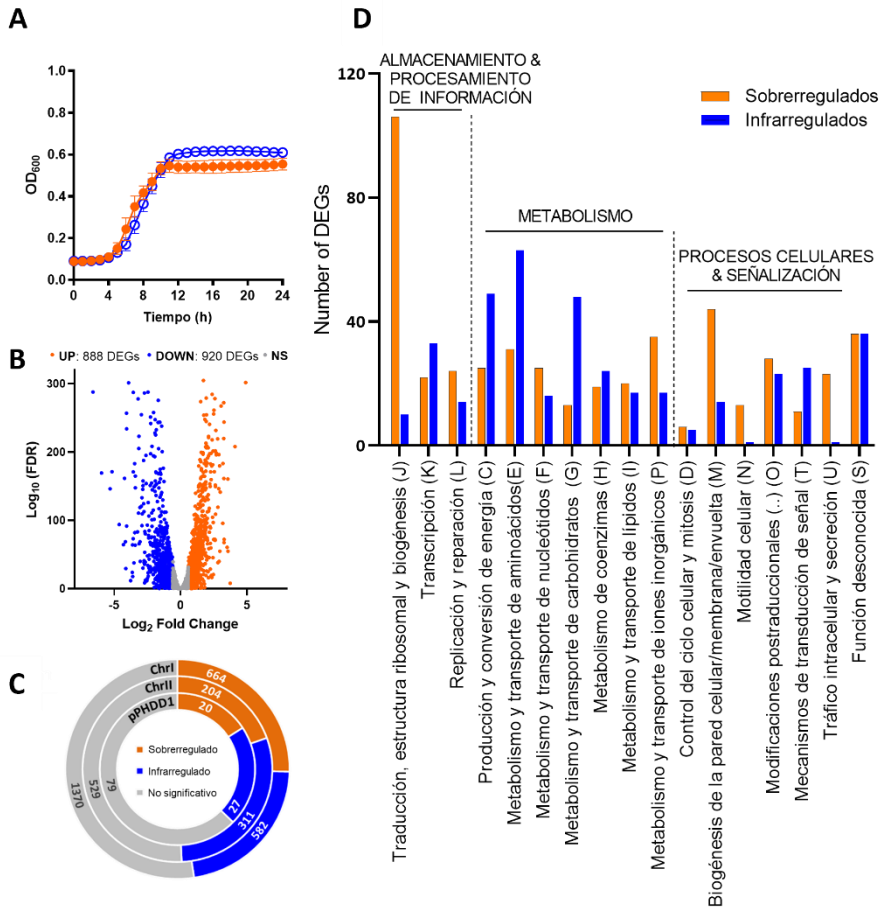 A
OD600
1.0
0.8
0.6
0.4
0.2
0.0
0 4 8 12 16 20 24
Tiempo (h)
B
UP: 888 DEGs DOWN: 920 DEGs NS
Log10 (FDR)
300
200
100
0
-5 0 5
Log2 Fold Change
C
ChrI
ChrII
pPHDD1
664
204
20
Sobrerregulado
Infrarregulado
No significativo
27
311
582
79
529
1370
D
ALMACENAMIENTO &
PROCESAMIENTO
DE INFORMACIÓN
Sobrerregulados
Infrarregulados
METABOLISMO
PROCESOS CELULARES
& SEÑALIZACIÓN
Number of DEGs
120
80
40
0
Traducción, estructura ribosomal y biogénesis (J)
Transcripción (K)
Replicación y reparación (L)
Producción y conversión de energía (C)
Metabolismo y transporte de aminoácidos(E)
Metabolismo y transporte de nucleótidos (F)
Metabolismo y transporte de carbohidratos (G)
Metabolismo de coenzimas (H)
Metabolismo y transporte de lípidos (I)
Metabolismo y transporte de iones inorgánicos (P)
Control del ciclo celular y mitosis (D)
Biogénesis de la pared celular/membrana/envuelta (M)
Motilidad celular (N)
Modificaciones postraduccionales (..) (O)
Mecanismos de transducción de señal (T)
Tráfico intracelular y secreción (U)
Función desconocida (S)